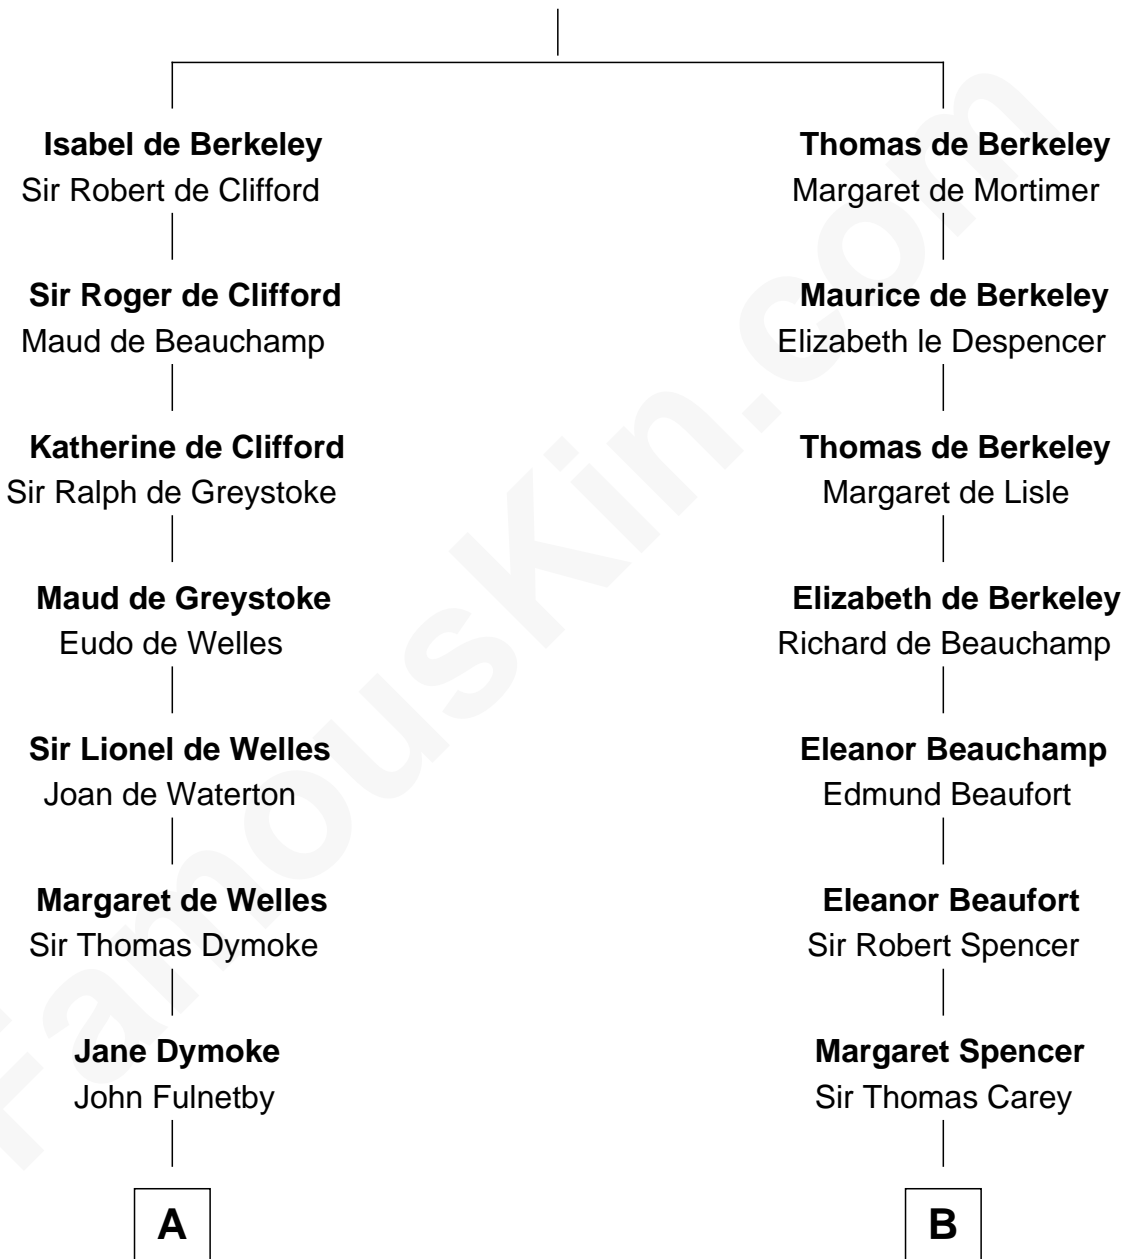 Isabel de Berkeley
Sir Robert de Clifford
Sir Roger de Clifford
Maud de Beauchamp
Katherine de Clifford
Sir Ralph de Greystoke
Maud de Greystoke
Eudo de Welles
Sir Lionel de Welles
Joan de Waterton
Margaret de Welles
Sir Thomas Dymoke
Jane Dymoke
John Fulnetby
A
Thomas de Berkeley
Margaret de Mortimer
Maurice de Berkeley
Elizabeth le Despencer
Thomas de Berkeley
Margaret de Lisle
Elizabeth de Berkeley
Richard de Beauchamp
Eleanor Beauchamp
Edmund Beaufort
Eleanor Beaufort
Sir Robert Spencer
Margaret Spencer
Sir Thomas Carey
B
FamousKin.com